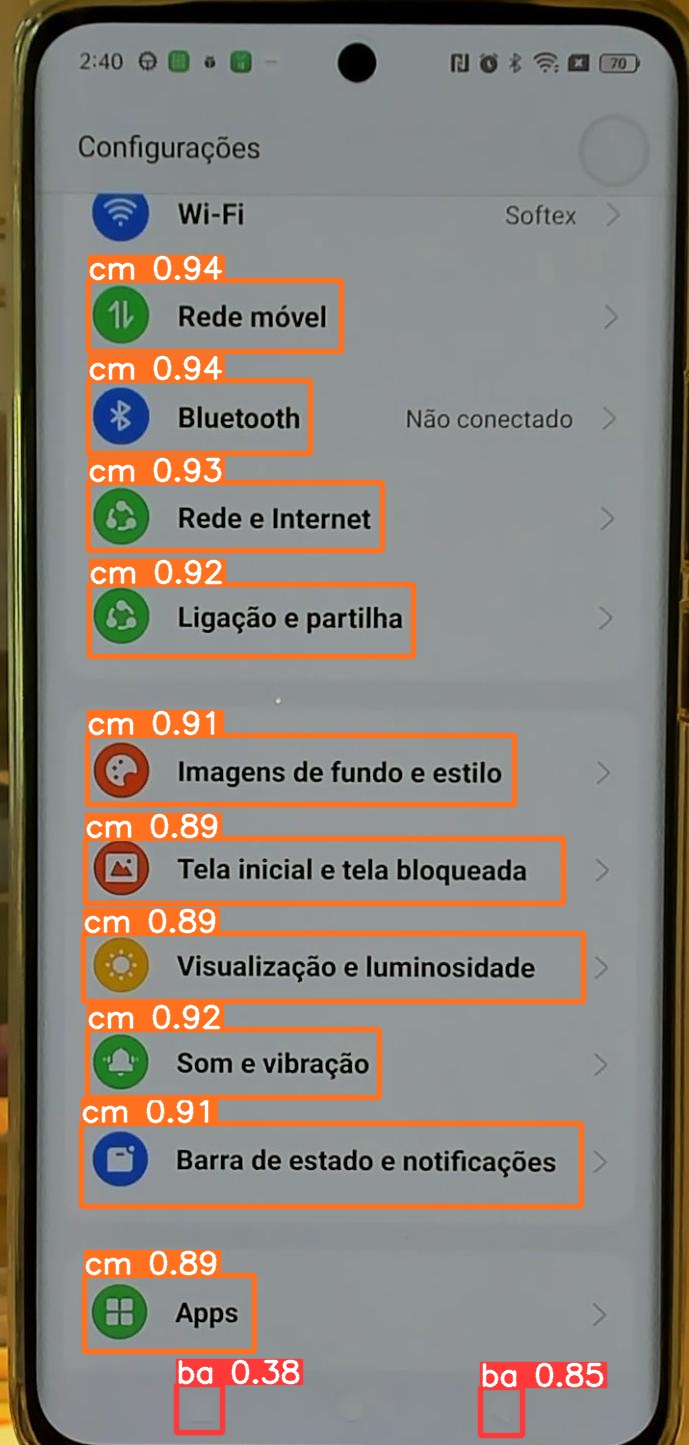 2:40 70
Configurações
Wi-Fi Softex
cm 0.94
Rede móvel
cm 0.94
Bluetooth Não conectado
cm 0.93
Rede e Internet
cm 0.92
Ligação e partilha
cm 0.91
Imagens de fundo e estilo
cm 0.89
Tela inicial e tela bloqueada
cm 0.89
Visualização e luminosidade
cm 0.92
Som e vibração
cm 0.91
Barra de estado e notificações
cm 0.89
Apps
ba 0.38 ba 0.85